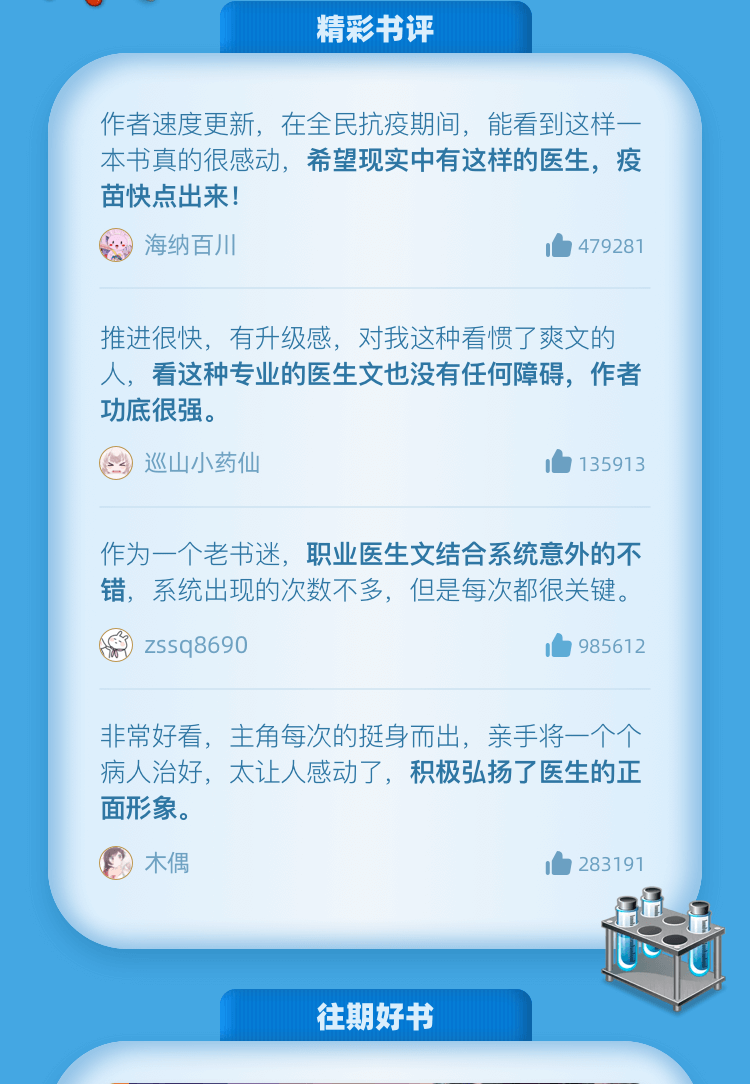 精彩书评
作者速度更新，在全民抗疫期间，能看到这样一
本书真的很感动，希望现实中有这样的医生，疫
苗快点出来！
海纳百川
479281
推进很快，有升级感，对我这种看惯了爽文的
人，看这种专业的医生文也没有任何障碍，作者
功底很强。
巡山小药仙
135913
作为一个老书迷，职业医生文结合系统意外的不
错，系统出现的次数不多，但是每次都很关键。
zssq8690
985612
非常好看，主角每次的挺身而出，亲手将一个个
病人治好，太让人感动了，积极弘扬了医生的正
面形象。
木偶
283191
往期好书